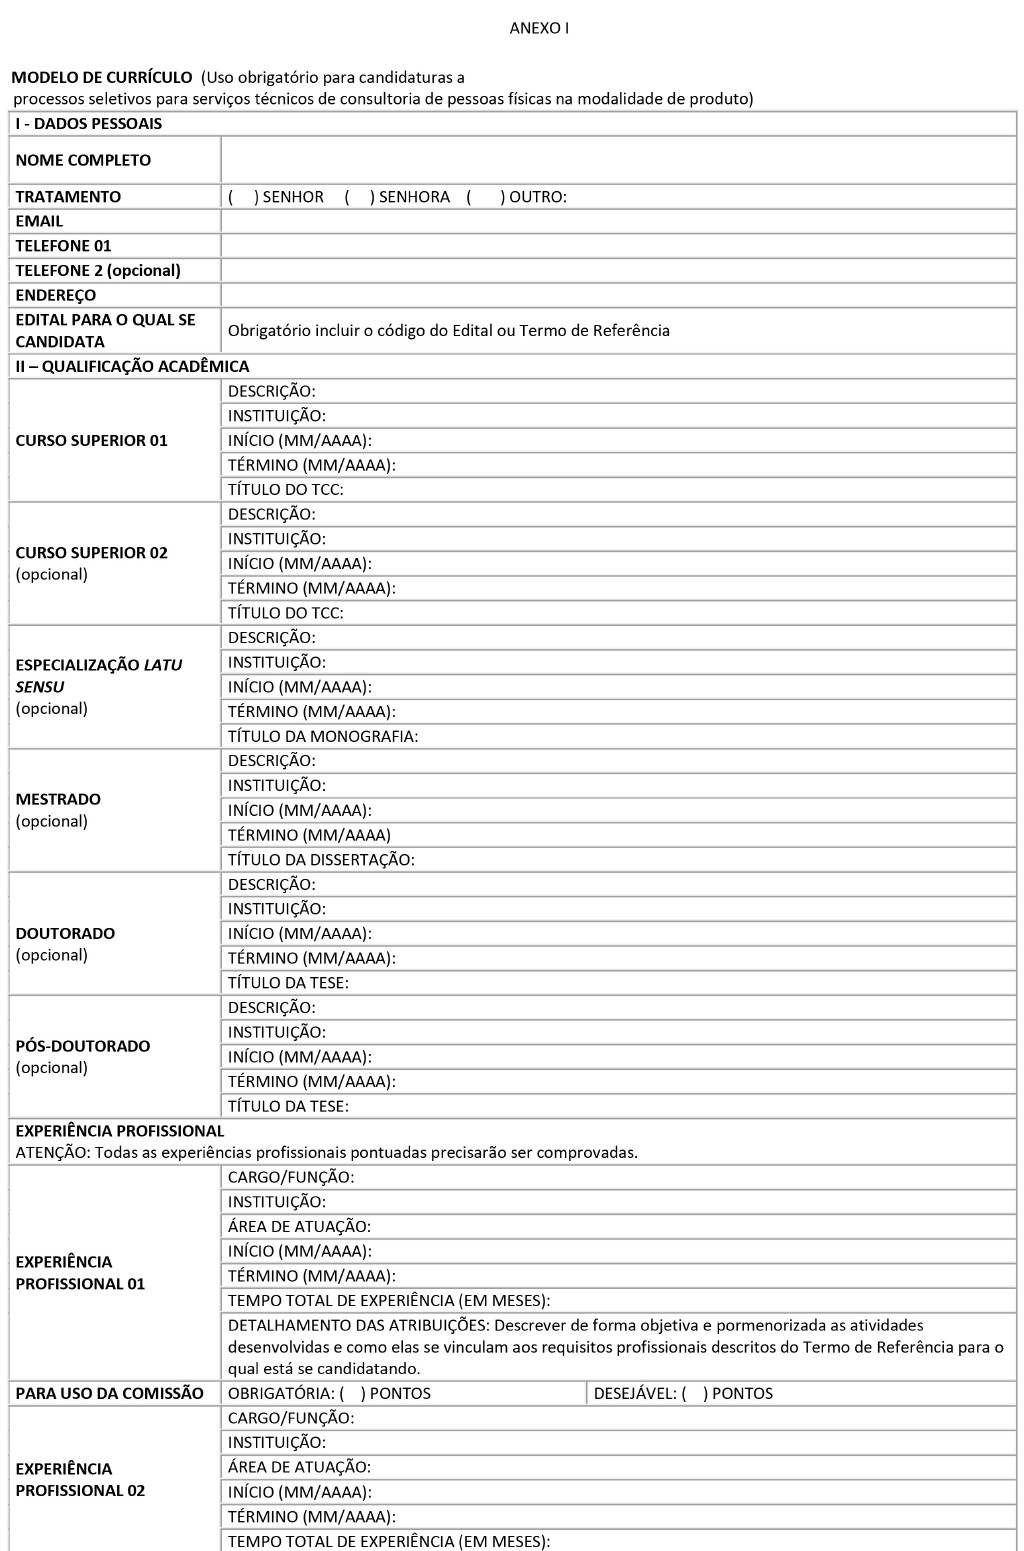 ANEXO I
MODELO DE CURRÍCULO (Uso obrigatório para candidaturas a
processos seletivos para serviços técnicos de consultoria de pessoas físicas na modalidade de produto)
I - DADOS PESSOAIS
NOME COMPLETO
TRATAMENTO ( ) SENHOR ( ) SENHORA ( ) OUTRO:
EMAIL
TELEFONE 01
TELEFONE 2 (opcional)
ENDEREÇO
EDITAL PARA O QUAL SE
CANDIDATA
Obrigatório incluir o código do Edital ou Termo de Referência
II – QUALIFICAÇÃO ACADÊMICA
CURSO SUPERIOR 01
DESCRIÇÃO:
INSTITUIÇÃO:
INÍCIO (MM/AAAA):
TÉRMINO (MM/AAAA):
TÍTULO DO TCC:
CURSO SUPERIOR 02
(opcional)
DESCRIÇÃO:
INSTITUIÇÃO:
INÍCIO (MM/AAAA):
TÉRMINO (MM/AAAA):
TÍTULO DO TCC:
ESPECIALIZAÇÃO LATU
SENSU
(opcional)
DESCRIÇÃO:
INSTITUIÇÃO:
INÍCIO (MM/AAAA):
TÉRMINO (MM/AAAA):
TÍTULO DA MONOGRAFIA:
MESTRADO
(opcional)
DESCRIÇÃO:
INSTITUIÇÃO:
INÍCIO (MM/AAAA):
TÉRMINO (MM/AAAA)
TÍTULO DA DISSERTAÇÃO:
DOUTORADO
(opcional)
DESCRIÇÃO:
INSTITUIÇÃO:
INÍCIO (MM/AAAA):
TÉRMINO (MM/AAAA):
TÍTULO DA TESE:
PÓS-DOUTORADO
(opcional)
DESCRIÇÃO:
INSTITUIÇÃO:
INÍCIO (MM/AAAA):
TÉRMINO (MM/AAAA):
TÍTULO DA TESE:
EXPERIÊNCIA PROFISSIONAL
ATENÇÃO: Todas as experiências profissionais pontuadas precisarão ser comprovadas.
EXPERIÊNCIA
PROFISSIONAL 01
CARGO/FUNÇÃO:
INSTITUIÇÃO:
ÁREA DE ATUAÇÃO:
INÍCIO (MM/AAAA):
TÉRMINO (MM/AAAA):
TEMPO TOTAL DE EXPERIÊNCIA (EM MESES):
DETALHAMENTO DAS ATRIBUIÇÕES: Descrever de forma objetiva e pormenorizada as atividades
desenvolvidas e como elas se vinculam aos requisitos profissionais descritos do Termo de Referência para o
qual está se candidatando.
PARA USO DA COMISSÃO OBRIGATÓRIA: ( ) PONTOS DESEJÁVEL: ( ) PONTOS
EXPERIÊNCIA
PROFISSIONAL 02
CARGO/FUNÇÃO:
INSTITUIÇÃO:
ÁREA DE ATUAÇÃO:
INÍCIO (MM/AAAA):
TÉRMINO (MM/AAAA):
TEMPO TOTAL DE EXPERIÊNCIA (EM MESES):